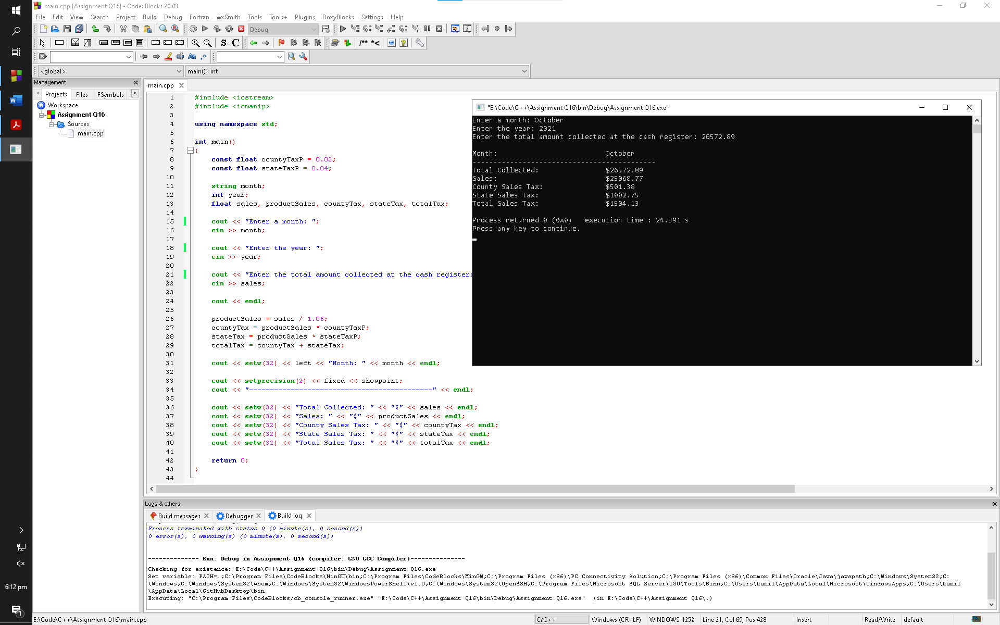 main.cpp [Assignment Q16] - Code::Blocks 20.03
File Edit View Search Project Build Debug Fortran wxSmith Tools Tools+ Plugins DoxyBlocks Settings Help
Debug
S C /** *<
Aa .*
<global> main() : int
Management
Projects Files FSymbols
Workspace
Assignment Q16
Sources
main.cpp
main.cpp
1 #include <iostream>
2 #include <iomanip>
3
4 using namespace std;
5
6 int main()
7 {
8 const float countyTaxP = 0.02;
9 const float stateTaxP = 0.04;
10
11 string month;
12 int year;
13 float sales, productSales, countyTax, stateTax, totalTax;
14
15 cout << "Enter a month: ";
16 cin >> month;
17
18 cout << "Enter the year: ";
19 cin >> year;
20
21 cout << "Enter the total amount collected at the cash register:
22 cin >> sales;
23
24 cout << endl;
25
26 productSales = sales / 1.06;
27 countyTax = productSales * countyTaxP;
28 stateTax = productSales * stateTaxP;
29 totalTax = countyTax + stateTax;
30
31 cout << setw(32) << left << "Month: " << month << endl;
32
33 cout << setprecision(2) << fixed << showpoint;
34 cout << "--------------------------------------------" << endl;
35
36 cout << setw(32) << "Total Collected: " << "$" << sales << endl;
37 cout << setw(32) << "Sales: " << "$" << productSales << endl;
38 cout << setw(32) << "County Sales Tax: " << "$" << countyTax << endl;
39 cout << setw(32) << "State Sales Tax: " << "$" << stateTax << endl;
40 cout << setw(32) << "Total Sales Tax: " << "$" << totalTax << endl;
41
42 return 0;
43 }
44
"E:\Code\C++\Assignment Q16\bin\Debug\Assignment Q16.exe"
Enter a month: October
Enter the year: 2021
Enter the total amount collected at the cash register: 26572.89
Month: October
--------------------------------------------
Total Collected: $26572.89
Sales: $25068.77
County Sales Tax: $501.38
State Sales Tax: $1002.75
Total Sales Tax: $1504.13
Process returned 0 (0x0) execution time : 24.391 s
Press any key to continue.
Logs & others
Build messages Debugger Build log
Process terminated with status 0 (0 minute(s), 0 second(s))
0 error(s), 0 warning(s) (0 minute(s), 0 second(s))
-------------- Run: Debug in Assignment Q16 (compiler: GNU GCC Compiler)---------------
Checking for existence: E:\Code\C++\Assignment Q16\bin\Debug\Assignment Q16.exe
Set variable: PATH=.;C:\Program Files\CodeBlocks\MinGW\bin;C:\Program Files\CodeBlocks\MinGW;C:\Program Files (x86)\PC Connectivity Solution;C:\Program Files (x86)\Common Files\Oracle\Java\javapath;C:\Windows\System32;C:
\Windows;C:\Windows\System32\wbem;C:\Windows\System32\WindowsPowerShell\v1.0;C:\Windows\System32\OpenSSH;C:\Program Files\Microsoft SQL Server\130\Tools\Binn;C:\Users\kamil\AppData\Local\Microsoft\WindowsApps;C:\Users\kamil
\AppData\Local\GitHubDesktop\bin
Executing: "C:\Program Files\CodeBlocks/cb_console_runner.exe" "E:\Code\C++\Assignment Q16\bin\Debug\Assignment Q16.exe" (in E:\Code\C++\Assignment Q16\.)
E:\Code\C++\Assignment Q16\main.cpp C/C++ Windows (CR+LF) WINDOWS-1252 Line 21, Col 69, Pos 428 Insert Read/Write default
6:12 pm
1